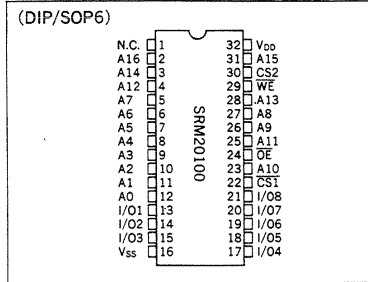 (DIP/SOP6)
N.C. 1 32 VDD
A16 2 31 A15
A14 3 30 CS2
A12 4 29 W̅E̅
A7 5 28 A13
A6 6 27 A8
A5 7 26 A9
A4 8 25 A11
A3 9 24 O̅E̅
A2 10 23 A10
A1 11 22 C̅S̅1̅
A0 12 21 I/O8
I/O1 13 20 I/O7
I/O2 14 19 I/O6
I/O3 15 18 I/O5
Vss 16 17 I/O4
SRM20100